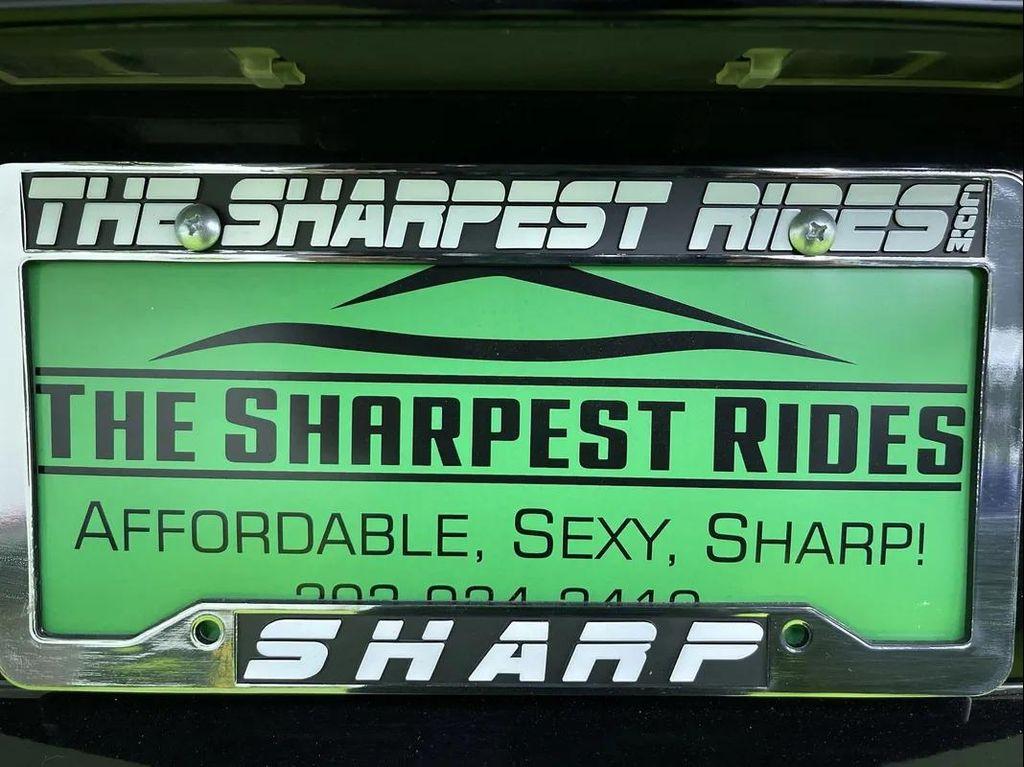 THE SHARPEST RIDES.COM
THE SHARPEST RIDES
AFFORDABLE, SEXY, SHARP!
SHARP